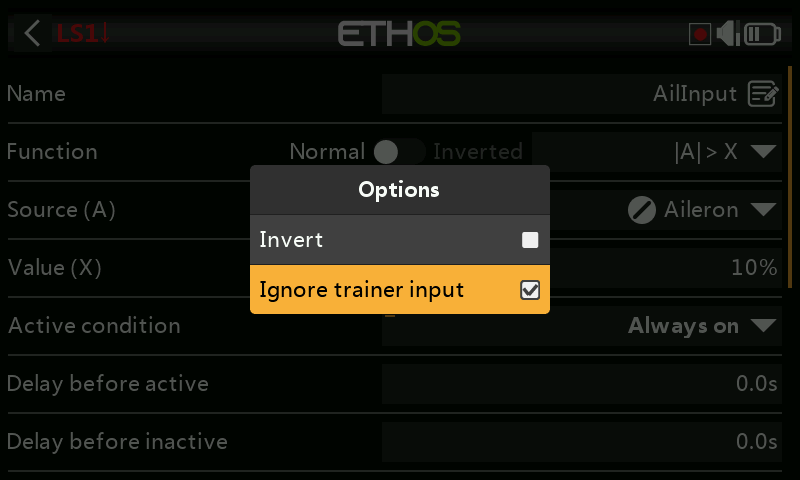 LS1↓ ETHOS
Name AilInput
Function Normal Inverted |A| > X
Options
Source (A) Aileron
Invert
Value (X) 10%
Ignore trainer input
Active condition Always on
Delay before active 0.0s
Delay before inactive 0.0s